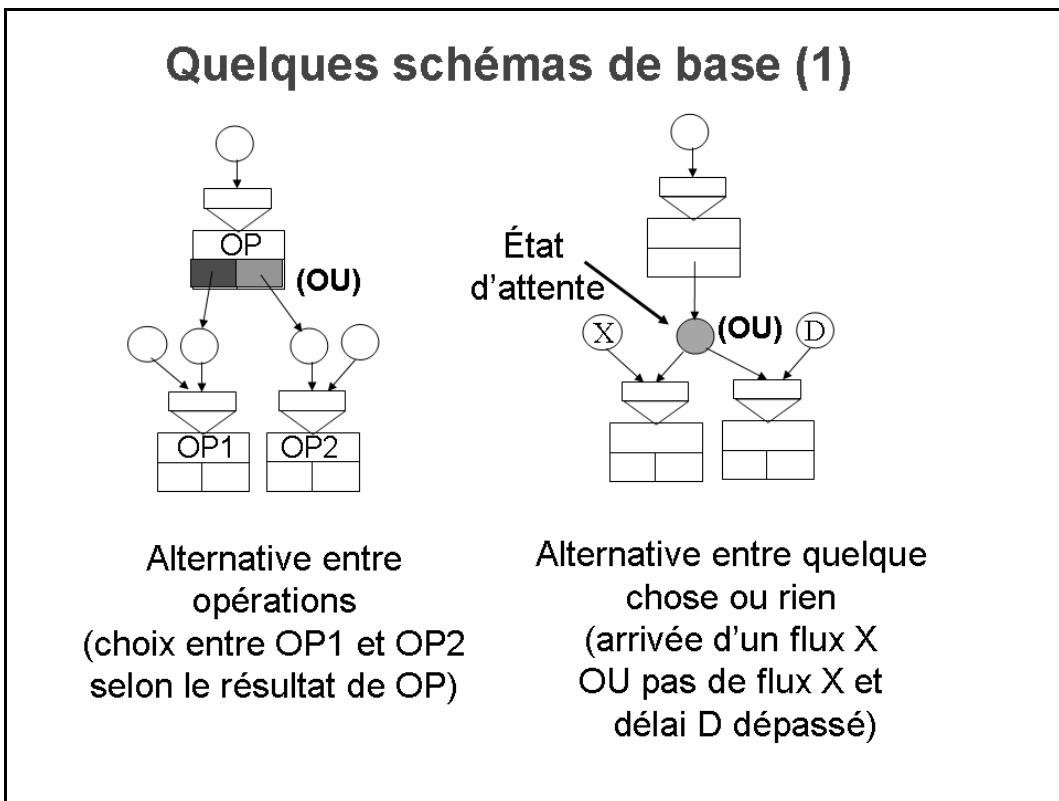 Quelques schémas de base (1)
OP
(OU)
OP1
OP2
Alternative entre
opérations
(choix entre OP1 et OP2
selon le résultat de OP)
État
d’attente
X
(OU)
D
Alternative entre quelque
chose ou rien
(arrivée d’un flux X
OU pas de flux X et
délai D dépassé)